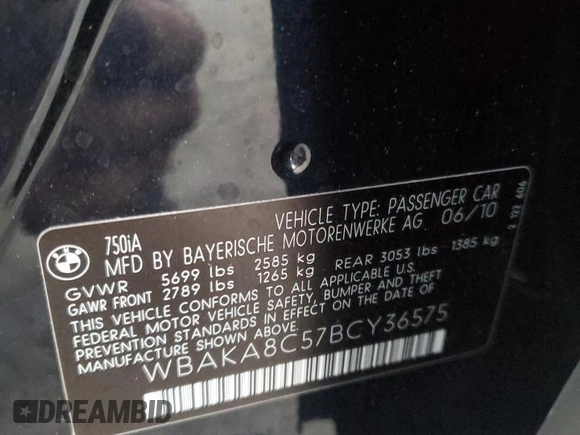 BMW
750iA
VEHICLE TYPE: PASSENGER CAR
MFD BY BAYERISCHE MOTORENWERKE AG 06/10
GVWR 5699 lbs 2585 kg
GAWR FRONT 2789 lbs 1265 kg REAR 3053 lbs 1385 kg
THIS VEHICLE CONFORMS TO ALL APPLICABLE U.S.
FEDERAL MOTOR VEHICLE SAFETY, BUMPER AND THEFT
PREVENTION STANDARDS IN EFFECT ON THE DATE OF
MANUFACTURE SHOWN ABOVE.
WBAKA8C57BCY36575
DREAMBID